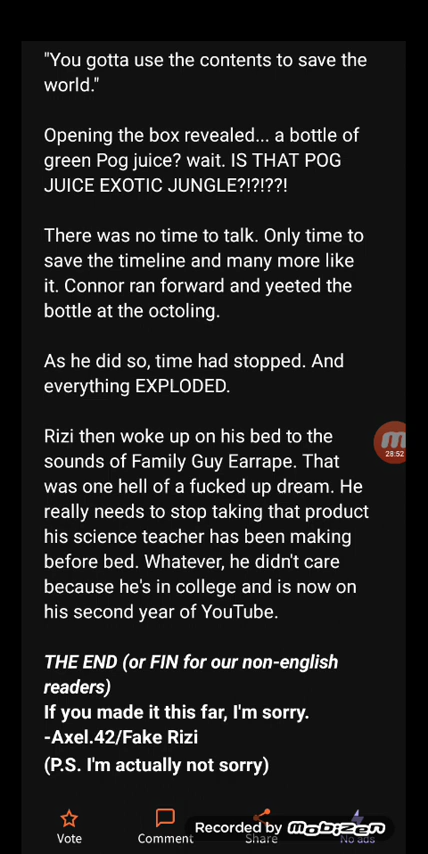 "You gotta use the contents to save the
world."
Opening the box revealed... a bottle of
green Pog juice? wait. IS THAT POG
JUICE EXOTIC JUNGLE?!?!??!
There was no time to talk. Only time to
save the timeline and many more like
it. Connor ran forward and yeeted the
bottle at the octoling.
As he did so, time had stopped. And
everything EXPLODED.
Rizi then woke up on his bed to the
sounds of Family Guy Earrape. That
was one hell of a fucked up dream. He
really needs to stop taking that product
his science teacher has been making
before bed. Whatever, he didn't care
because he's in college and is now on
his second year of YouTube.
THE END (or FIN for our non-english
readers)
If you made it this far, I'm sorry.
-Axel.42/Fake Rizi
(P.S. I'm actually not sorry)
28:52
Recorded by Mobizen
Vote Comment Share No ads